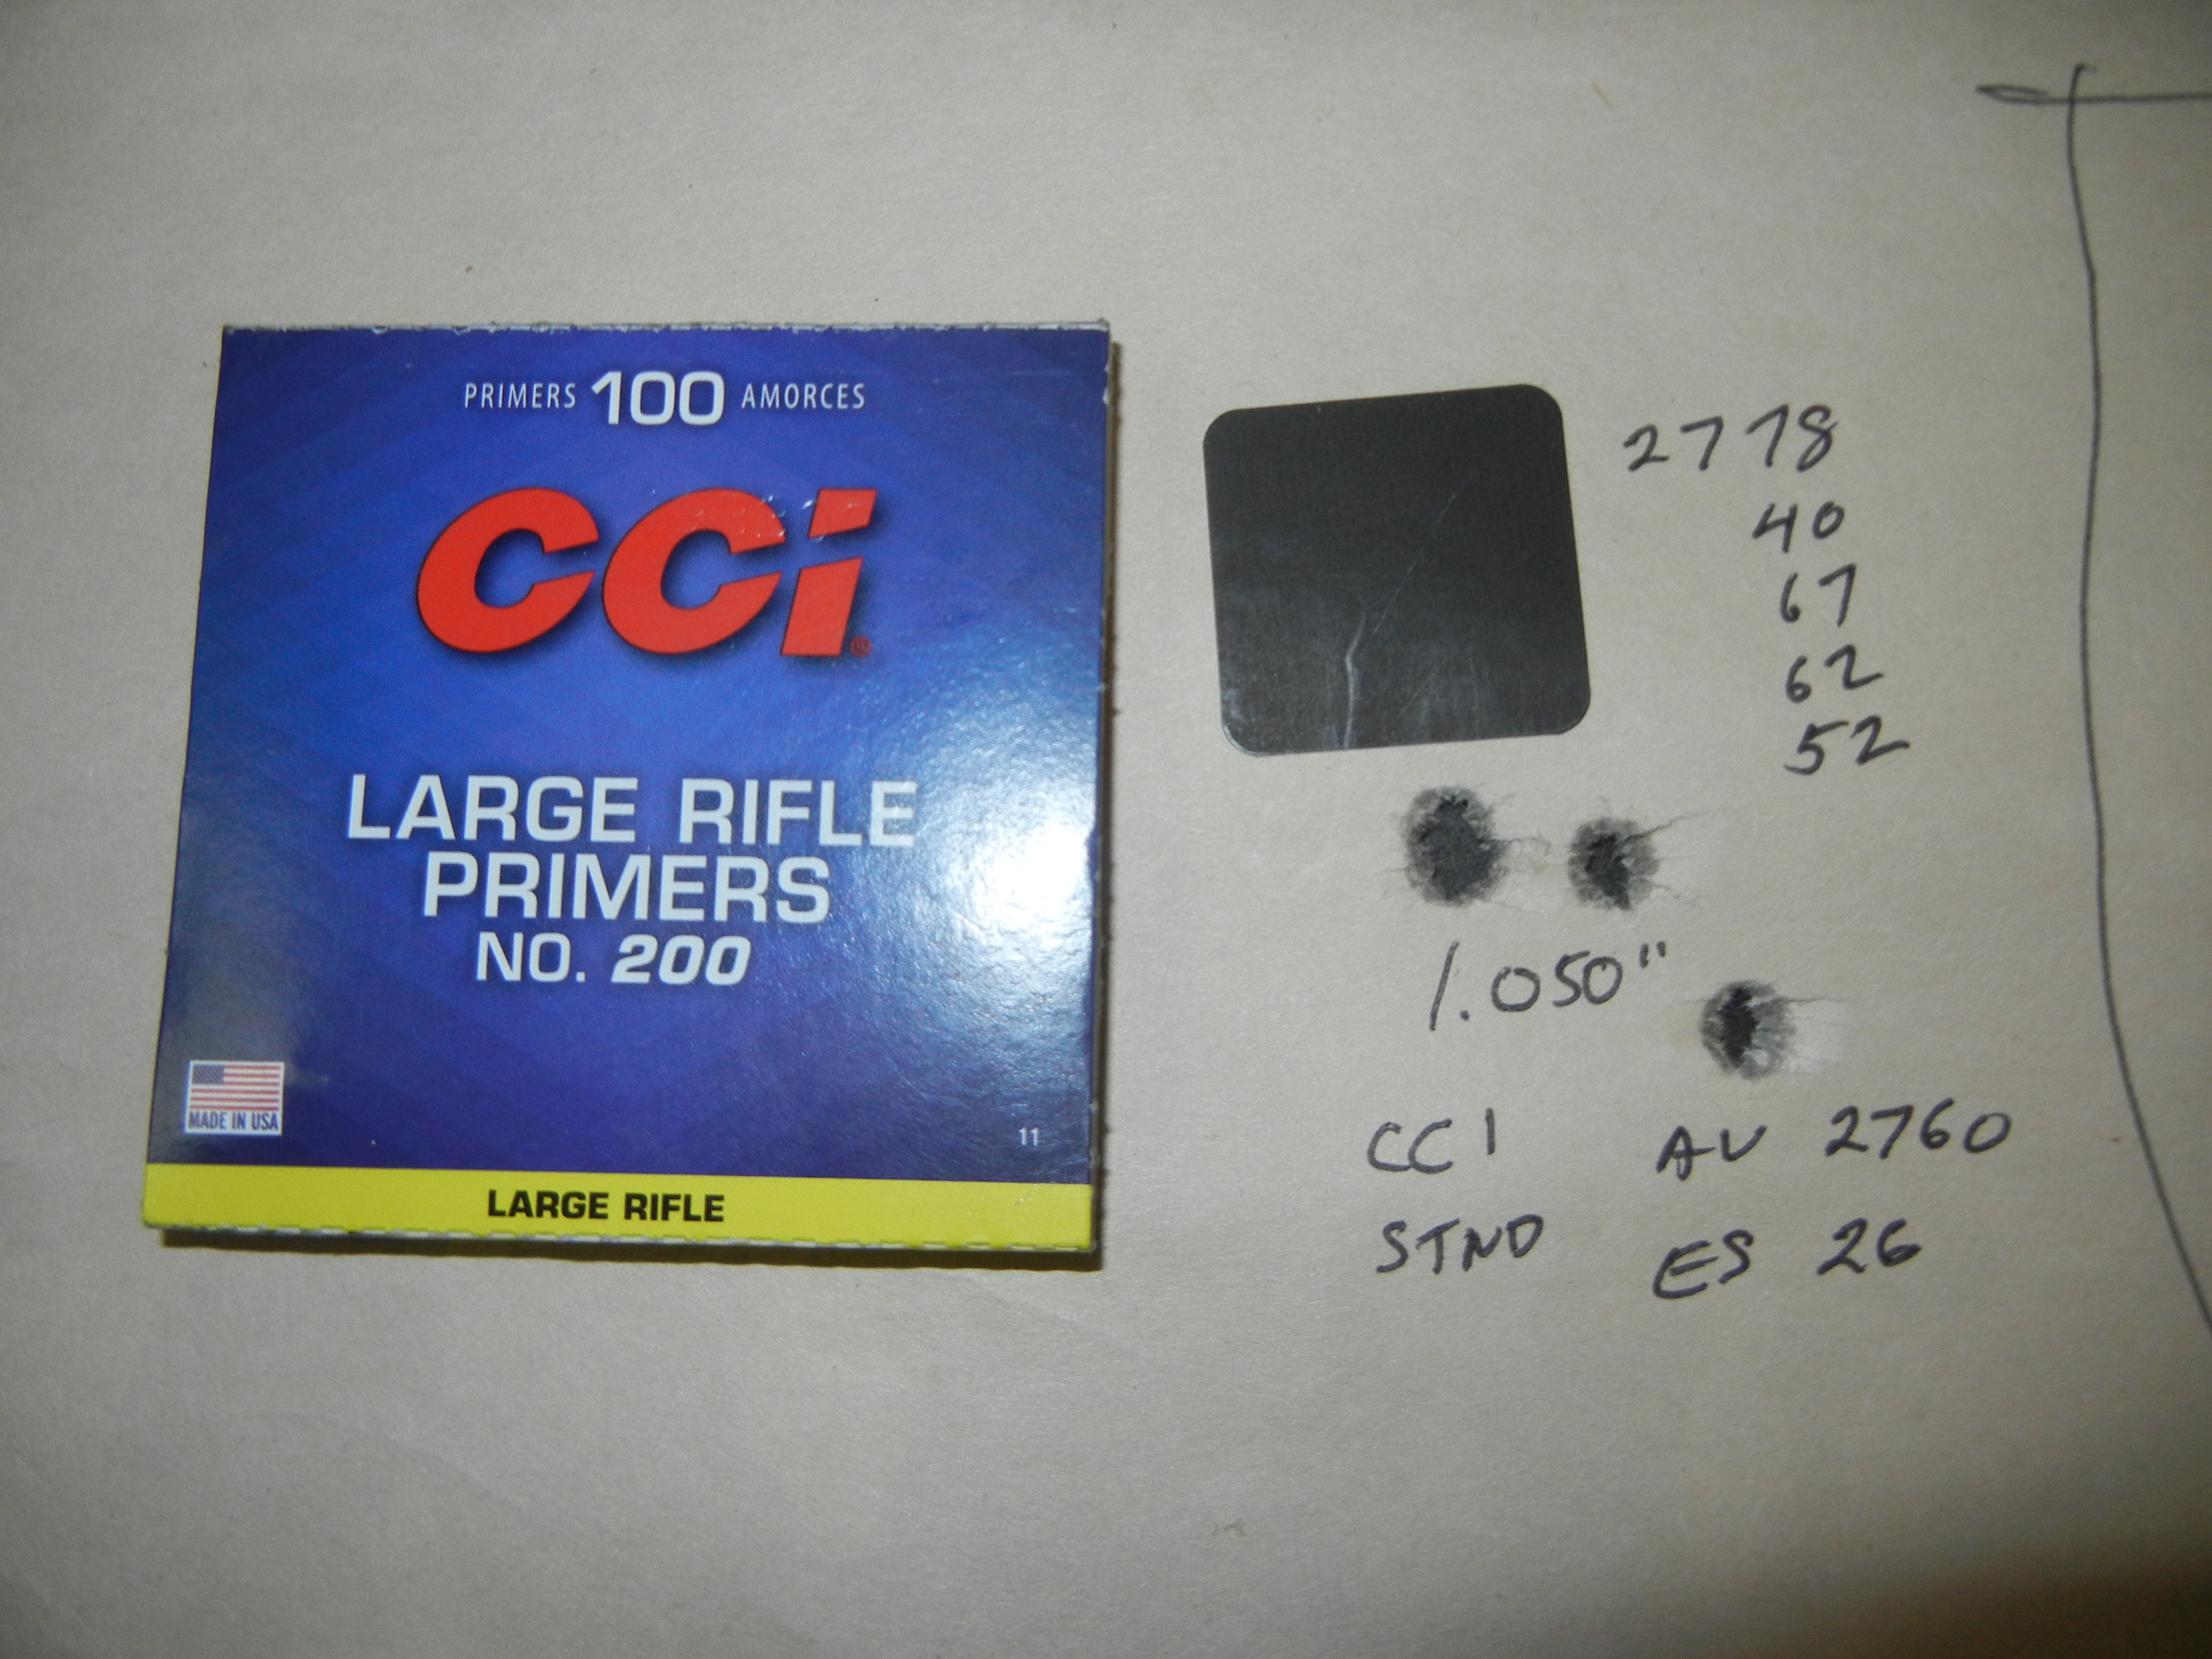 PRIMERS 100 AMORCES
CCI
LARGE RIFLE
PRIMERS
NO. 200
MADE IN USA
11
LARGE RIFLE
2778
40
67
62
52
1.050"
CCI AV 2760
STND ES 26